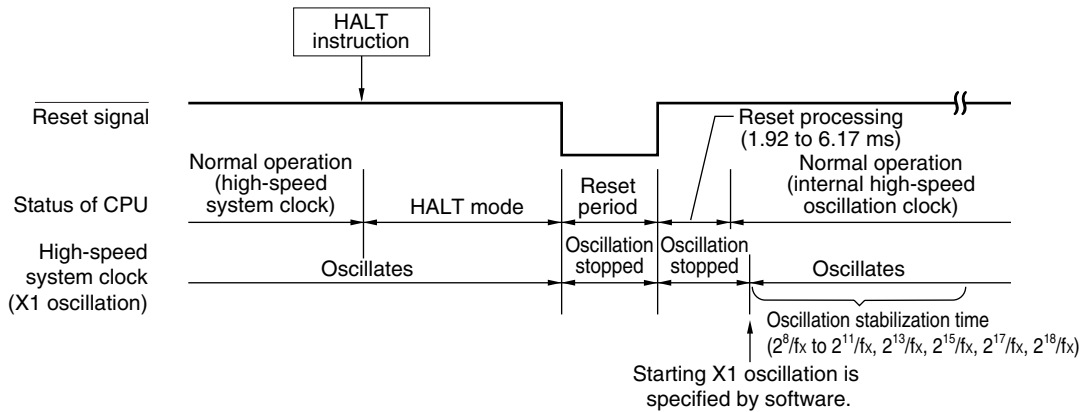 HALT
instruction
Reset signal
Reset processing
(1.92 to 6.17 ms)
Normal operation
(high-speed
system clock)
Reset
period
Normal operation
(internal high-speed
oscillation clock)
Status of CPU
HALT mode
High-speed
system clock
(X1 oscillation)
Oscillates
Oscillation
stopped
Oscillation
stopped
Oscillates
Oscillation stabilization time
(2⁸/fx to 2¹¹/fx, 2¹³/fx, 2¹⁵/fx, 2¹⁷/fx, 2¹⁸/fx)
Starting X1 oscillation is
specified by software.